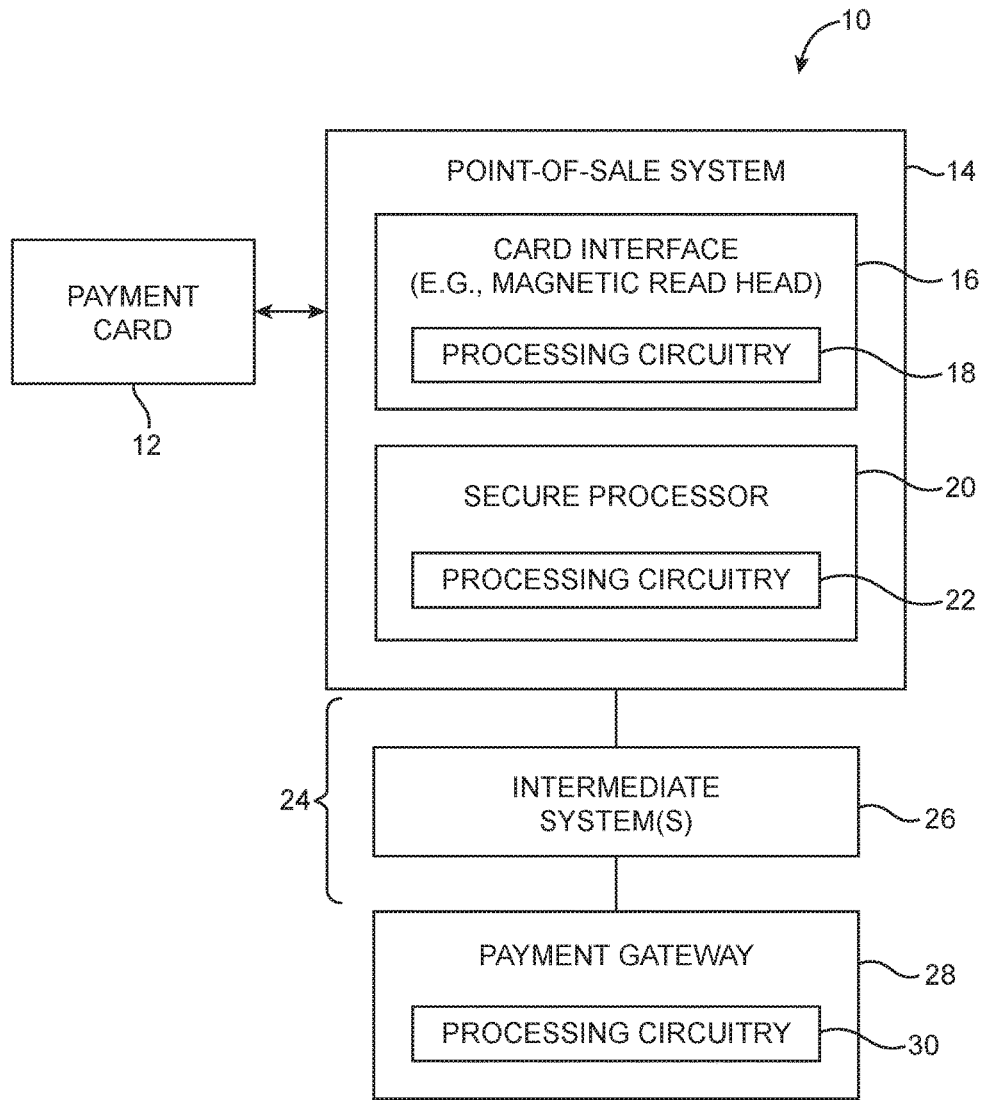 10
POINT-OF-SALE SYSTEM
14
CARD INTERFACE
(E.G., MAGNETIC READ HEAD)
16
PROCESSING CIRCUITRY
18
PAYMENT
CARD
12
SECURE PROCESSOR
20
PROCESSING CIRCUITRY
22
24
INTERMEDIATE
SYSTEM(S)
26
PAYMENT GATEWAY
28
PROCESSING CIRCUITRY
30